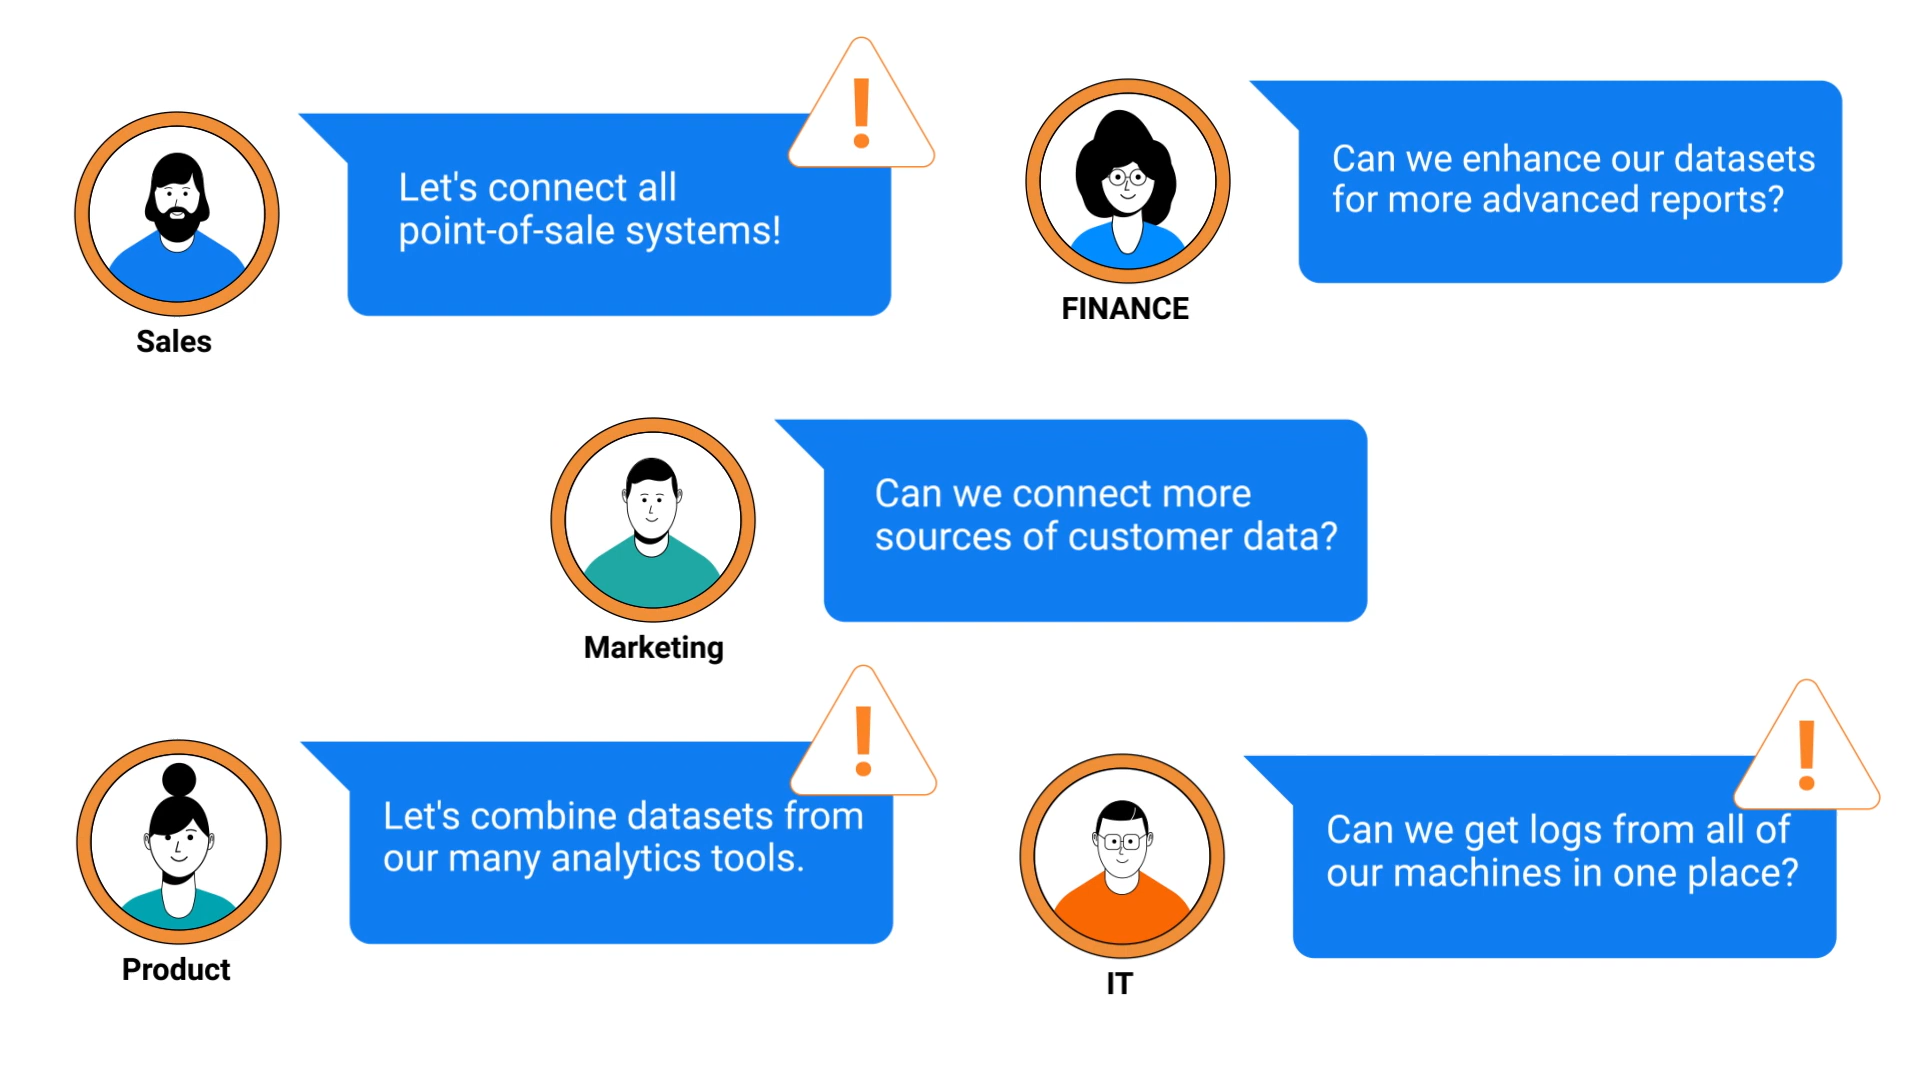 Let's connect all
point-of-sale systems!
Sales
Can we enhance our datasets
for more advanced reports?
FINANCE
Can we connect more
sources of customer data?
Marketing
Let's combine datasets from
our many analytics tools.
Product
Can we get logs from all of
our machines in one place?
IT